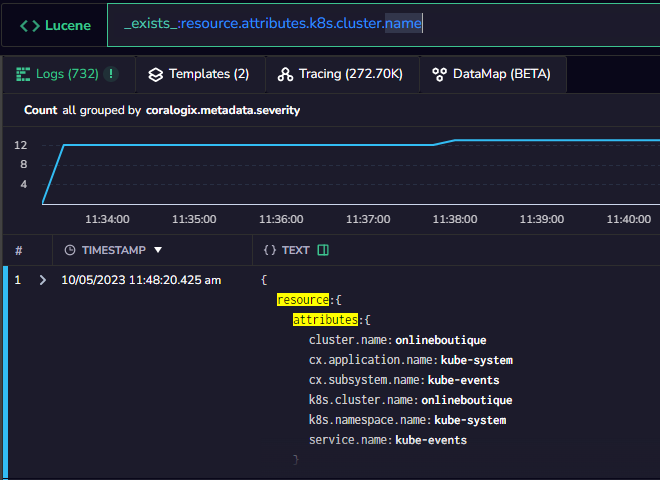 <> Lucene _exists_:resource.attributes.k8s.cluster.name
Logs (732) ! Templates (2) Tracing (272.70K) DataMap (BETA)
Count all grouped by coralogix.metadata.severity
12
8
4
11:34:00 11:35:00 11:36:00 11:37:00 11:38:00 11:39:00 11:40:00
# TIMESTAMP {} TEXT
1 10/05/2023 11:48:20.425 am {
resource:{
attributes:{
cluster.name:onlineboutique
cx.application.name:kube-system
cx.subsystem.name:kube-events
k8s.cluster.name:onlineboutique
k8s.namespace.name:kube-system
service.name:kube-events
}